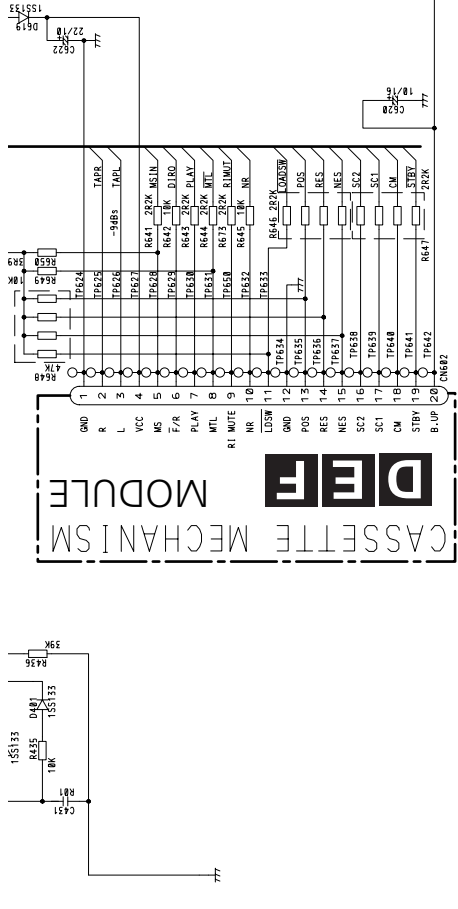 1SS133
D619
22/10
C622
10/16
C620
TAPR
TAPL
-9dBs
MSIN
DIRO
PLAY
MTL
RIMUT
NR
LOADSW
POS
RES
NES
SC2
SC1
CM
STBY
2R2K
R641 2R2K
R642 10K
R643 2R2K
R644 2R2K
R673 2R2K
R645 10K
R646 2R2K
R647
3R9 R650
10K R649
47K
R648
TP624
TP625
TP626
TP627
TP628
TP629
TP630
TP631
TP650
TP632
TP633
TP634
TP635
TP636
TP637
TP638
TP639
TP640
TP641
TP642
CN602
1 2 3 4 5 6 7 8 9 10 11 12 13 14 15 16 17 18 19 20
GND
R
L
VCC
MS
F/R
PLAY
MTL
RI MUTE
NR
LDSW
GND
POS
RES
NES
SC2
SC1
CM
STBY
B.UP
DEF
CASSETTE MECHANISM
MODULE
39K
R436
D401
1SS133
1SS133
R435
10K
R01
C431